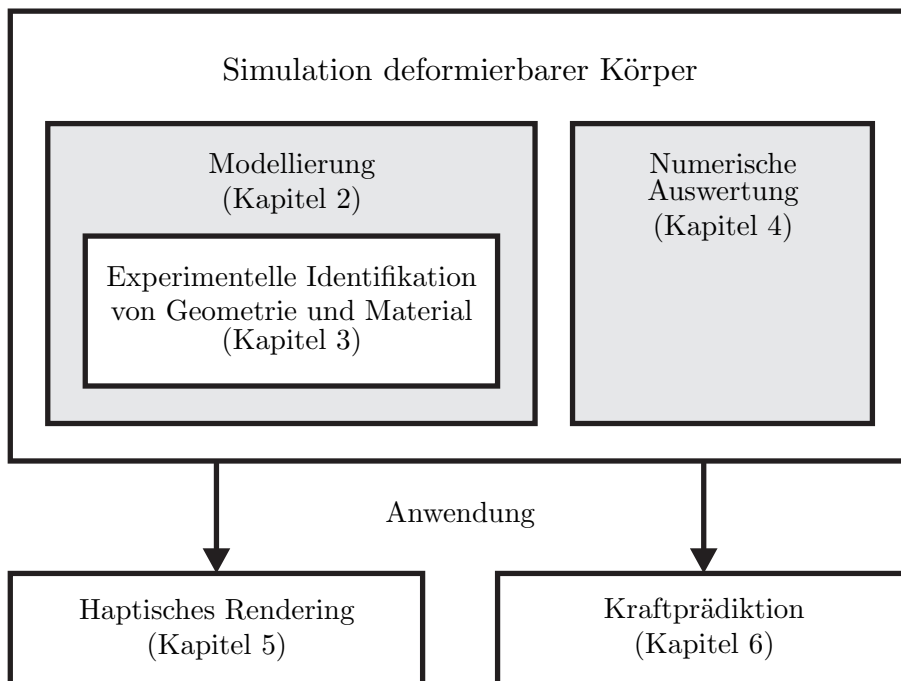 Simulation deformierbarer Körper
Modellierung
(Kapitel 2)
Experimentelle Identifikation
von Geometrie und Material
(Kapitel 3)
Numerische
Auswertung
(Kapitel 4)
Anwendung
Haptisches Rendering
(Kapitel 5)
Kraftprädiktion
(Kapitel 6)